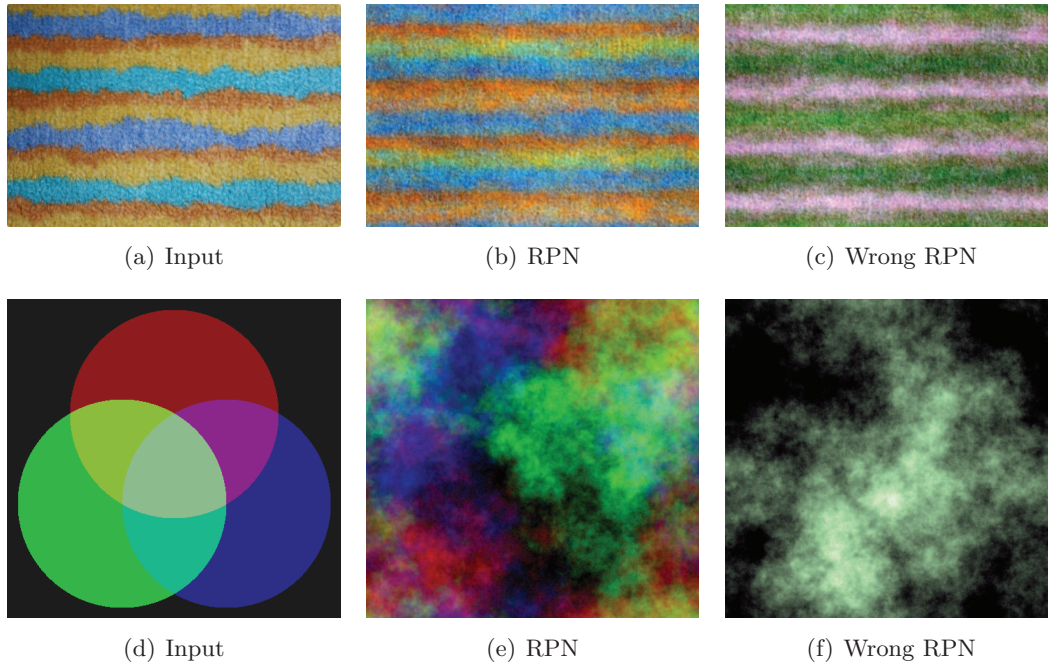 (a) Input
(b) RPN
(c) Wrong RPN
(d) Input
(e) RPN
(f) Wrong RPN